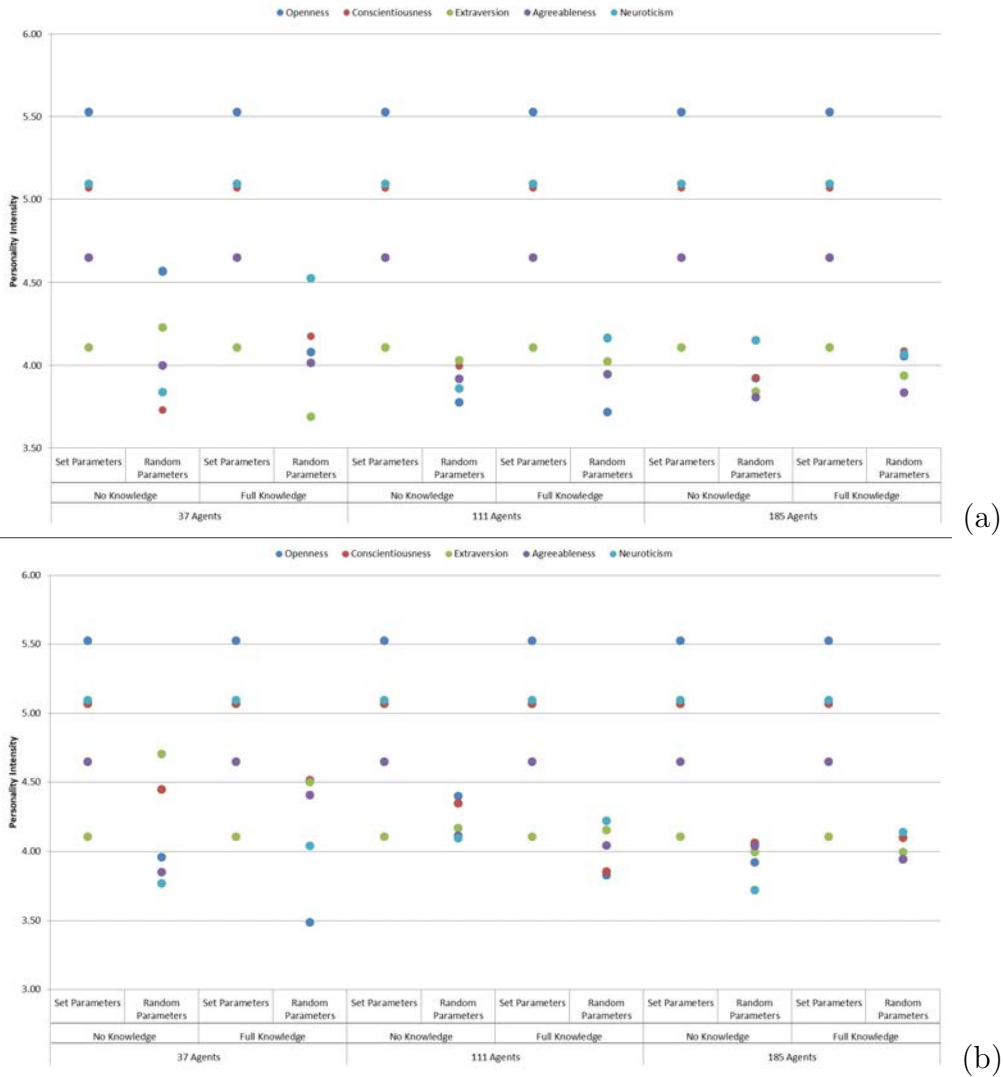 Openness Conscientiousness Extraversion Agreeableness Neuroticism
6.00
5.50
5.00
4.50
4.00
3.50
Personality Intensity
Set Parameters Random Parameters Set Parameters Random Parameters Set Parameters Random Parameters Set Parameters Random Parameters Set Parameters Random Parameters Set Parameters Random Parameters
No Knowledge Full Knowledge No Knowledge Full Knowledge No Knowledge Full Knowledge
37 Agents 111 Agents 185 Agents
(a)
Openness Conscientiousness Extraversion Agreeableness Neuroticism
6.00
5.50
5.00
4.50
4.00
3.50
3.00
Personality Intensity
Set Parameters Random Parameters Set Parameters Random Parameters Set Parameters Random Parameters Set Parameters Random Parameters Set Parameters Random Parameters Set Parameters Random Parameters
No Knowledge Full Knowledge No Knowledge Full Knowledge No Knowledge Full Knowledge
37 Agents 111 Agents 185 Agents
(b)